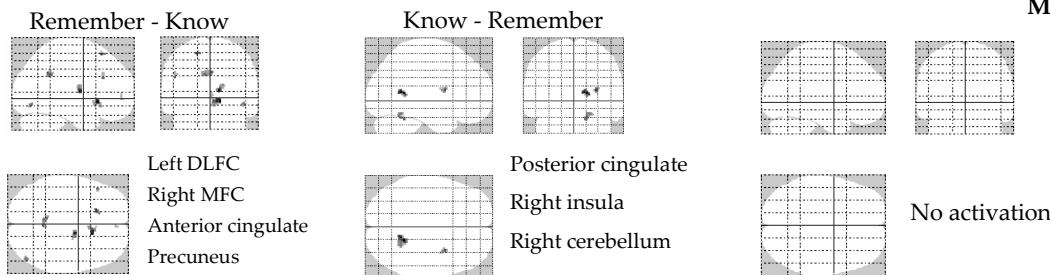 M
Remember - Know
Know - Remember
Left DLFC
Right MFC
Anterior cingulate
Precuneus
Posterior cingulate
Right insula
Right cerebellum
No activation